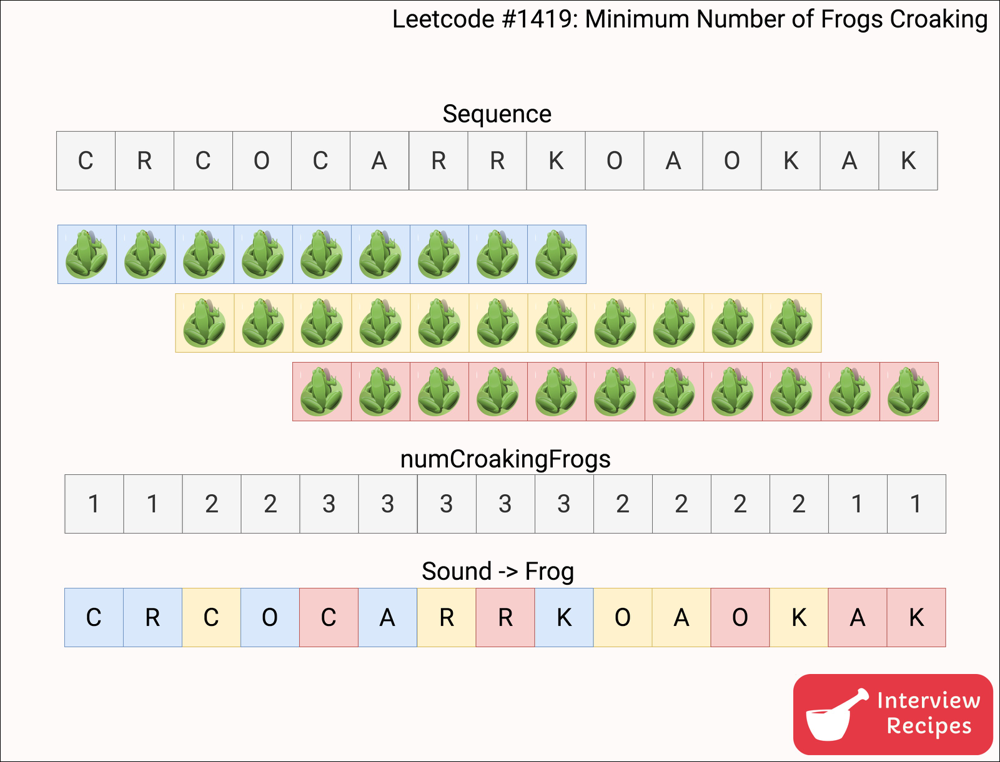 Leetcode #1419: Minimum Number of Frogs Croaking
Sequence
C R C O C A R R K O A O K A K
numCroakingFrogs
1 1 2 2 3 3 3 3 3 2 2 2 2 1 1
Sound -> Frog
C R C O C A R R K O A O K A K
Interview
Recipes